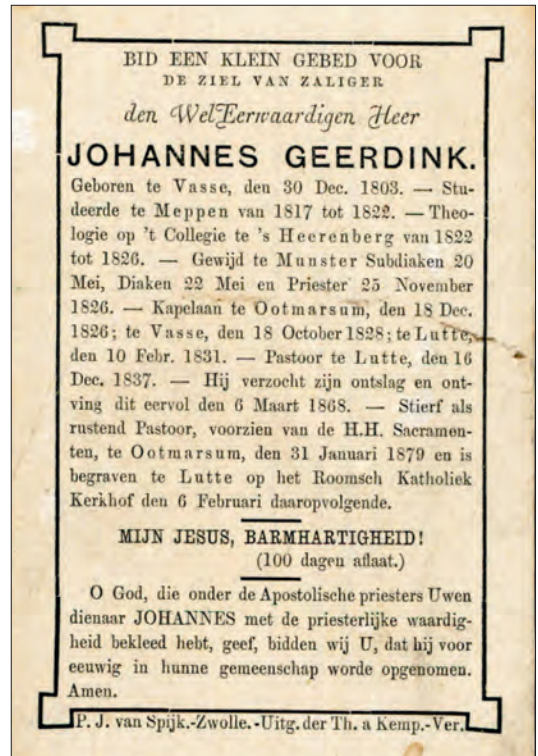 BID EEN KLEIN GEBED VOOR
DE ZIEL VAN ZALIGER
den WelEerwaardigen Heer
JOHANNES GEERDINK.
Geboren te Vasse, den 30 Dec. 1803. — Stu-
deerde te Meppen van 1817 tot 1822. — Theo-
logie op 't Collegie te 's Heerenberg van 1822
tot 1826. — Gewijd te Munster Subdiaken 20
Mei, Diaken 22 Mei en Priester 25 November
1826. — Kapelaan te Ootmarsum, den 18 Dec.
1826; te Vasse, den 18 October 1828; te Lutte,
den 10 Febr. 1831. — Pastoor te Lutte, den 16
Dec. 1837. — Hij verzocht zijn ontslag en ont-
ving dit eervol den 6 Maart 1868. — Stierf als
rustend Pastoor, voorzien van de H.H. Sacramen-
ten, te Ootmarsum, den 31 Januari 1879 en is
begraven te Lutte op het Roomsch Katholiek
Kerkhof den 6 Februari daaropvolgende.
MIJN JESUS, BARMHARTIGHEID!
(100 dagen aflaat.)
O God, die onder de Apostolische priesters Uwen
dienaar JOHANNES met de priesterlijke waardig-
heid bekleed hebt, geef, bidden wij U, dat hij voor
eeuwig in hunne gemeenschap worde opgenomen.
Amen.
P. J. van Spijk.-Zwolle.-Uitg. der Th. a Kemp.-Ver.